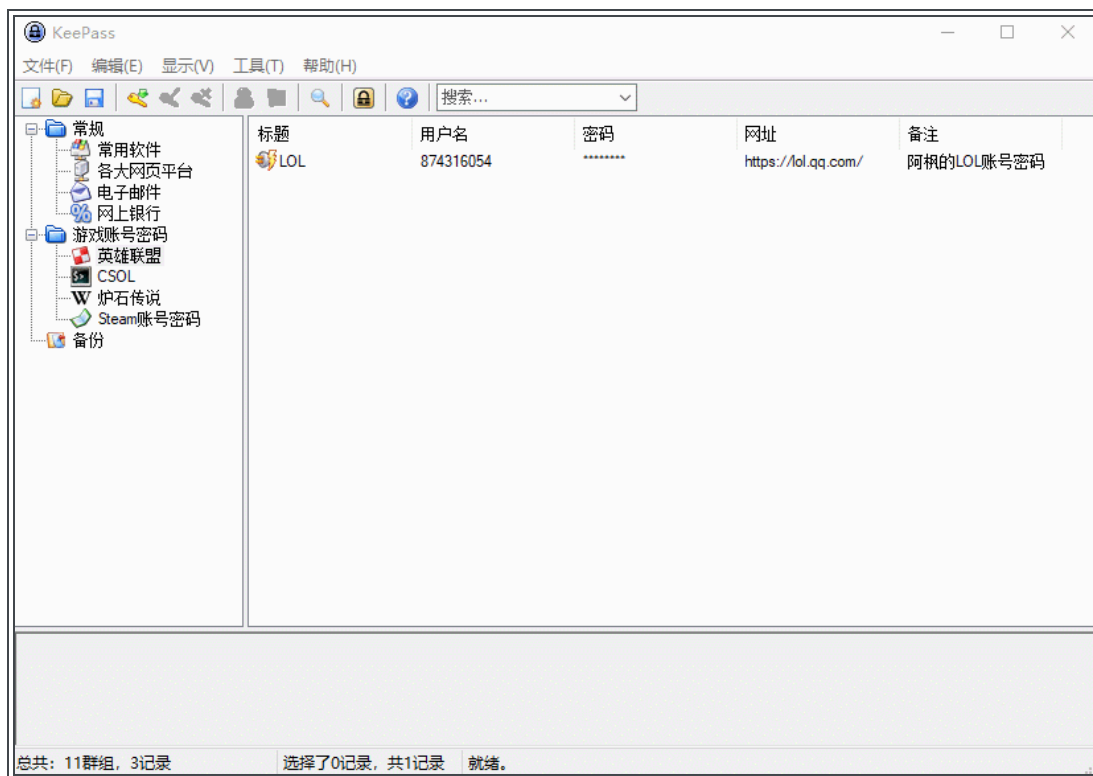 KeePass
文件(F) 编辑(E) 显示(V) 工具(T) 帮助(H)
搜索...
常规
常用软件
各大网页平台
电子邮件
网上银行
游戏账号密码
英雄联盟
CSOL
炉石传说
Steam账号密码
备份
标题 用户名 密码 网址 备注
LOL 874316054 ******** https://lol.qq.com/ 阿枫的LOL账号密码
总共: 11群组, 3记录 选择了0记录, 共1记录 就绪。